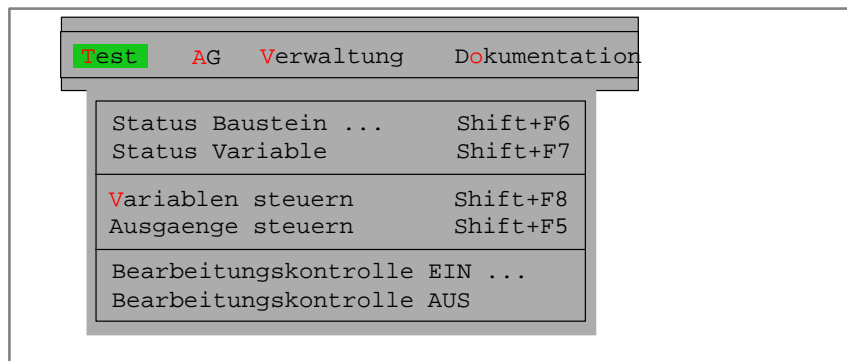 Test AG Verwaltung Dokumentation
Status Baustein ... Shift+F6
Status Variable Shift+F7
Variablen steuern Shift+F8
Ausgaenge steuern Shift+F5
Bearbeitungskontrolle EIN ...
Bearbeitungskontrolle AUS